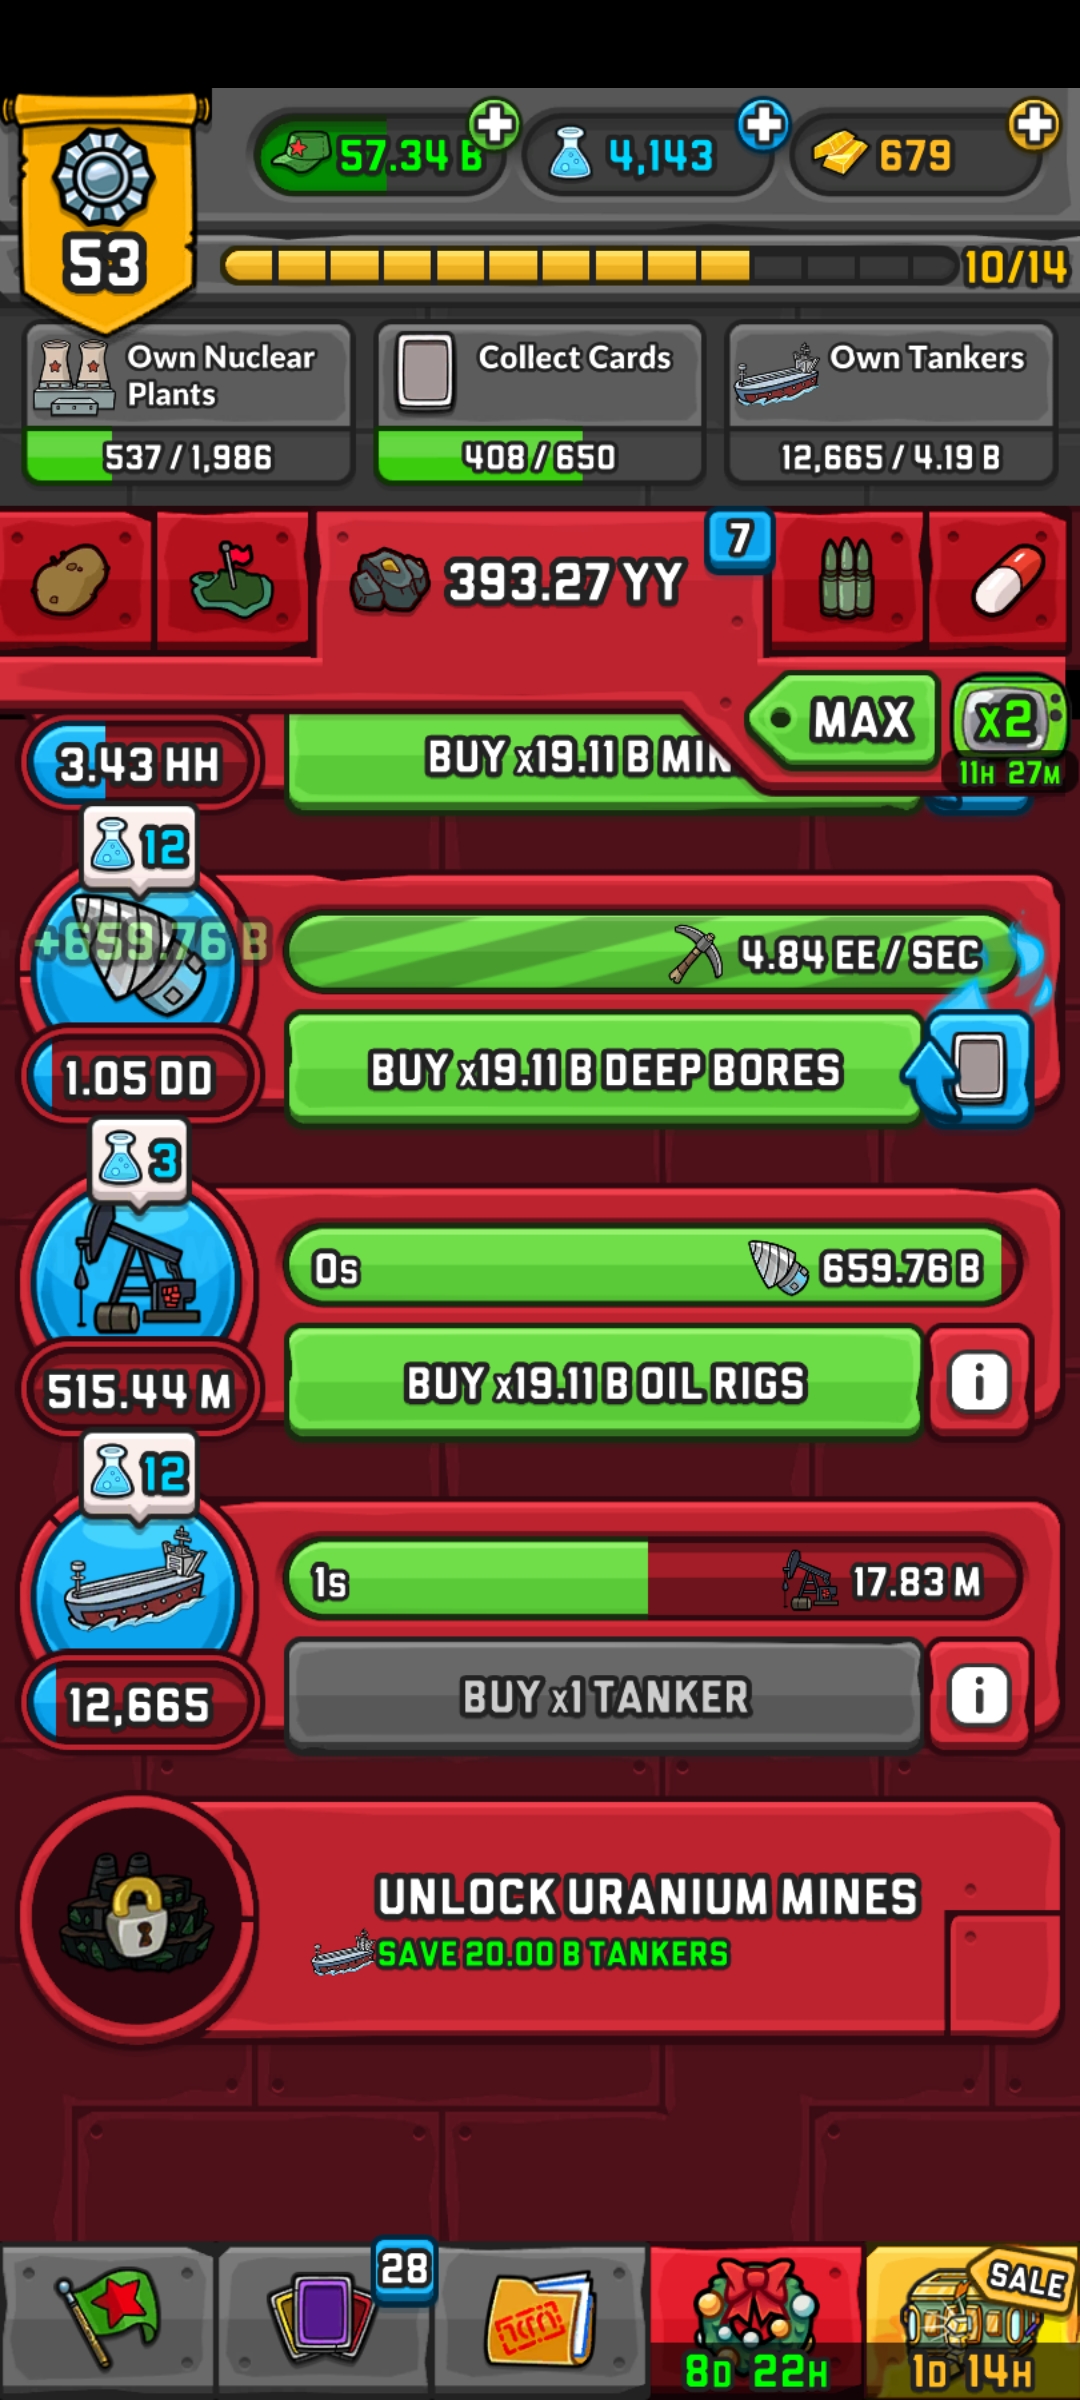 57.34 B
4,143
679
53
10/14
Own Nuclear
Plants
537 / 1,986
Collect Cards
408 / 650
Own Tankers
12,665 / 4.19 B
393.27 YY
7
MAX
x2
11H 27M
3.43 HH
BUY x19.11 B
12
+659.76 B
4.84 EE / SEC
1.05 DD
BUY x19.11 B DEEP BORES
3
0s
659.76 B
515.44 M
BUY x19.11 B OIL RIGS
i
12
1s
17.83 M
12,665
BUY x1 TANKER
i
UNLOCK URANIUM MINES
SAVE 20.00 B TANKERS
28
SALE
8D 22H
1D 14H